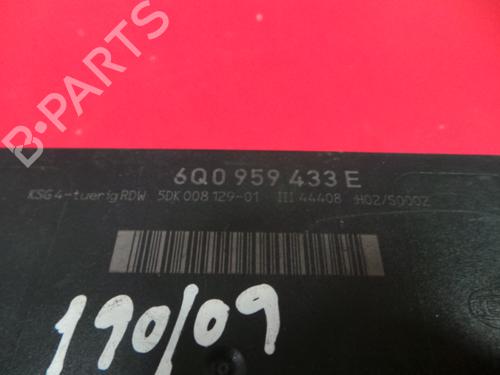 B-PARTS
6Q0 959 433 E
KSG 4-tuerig RDW 5DK 008 129-01 III 44408 H02/S0002
190/09